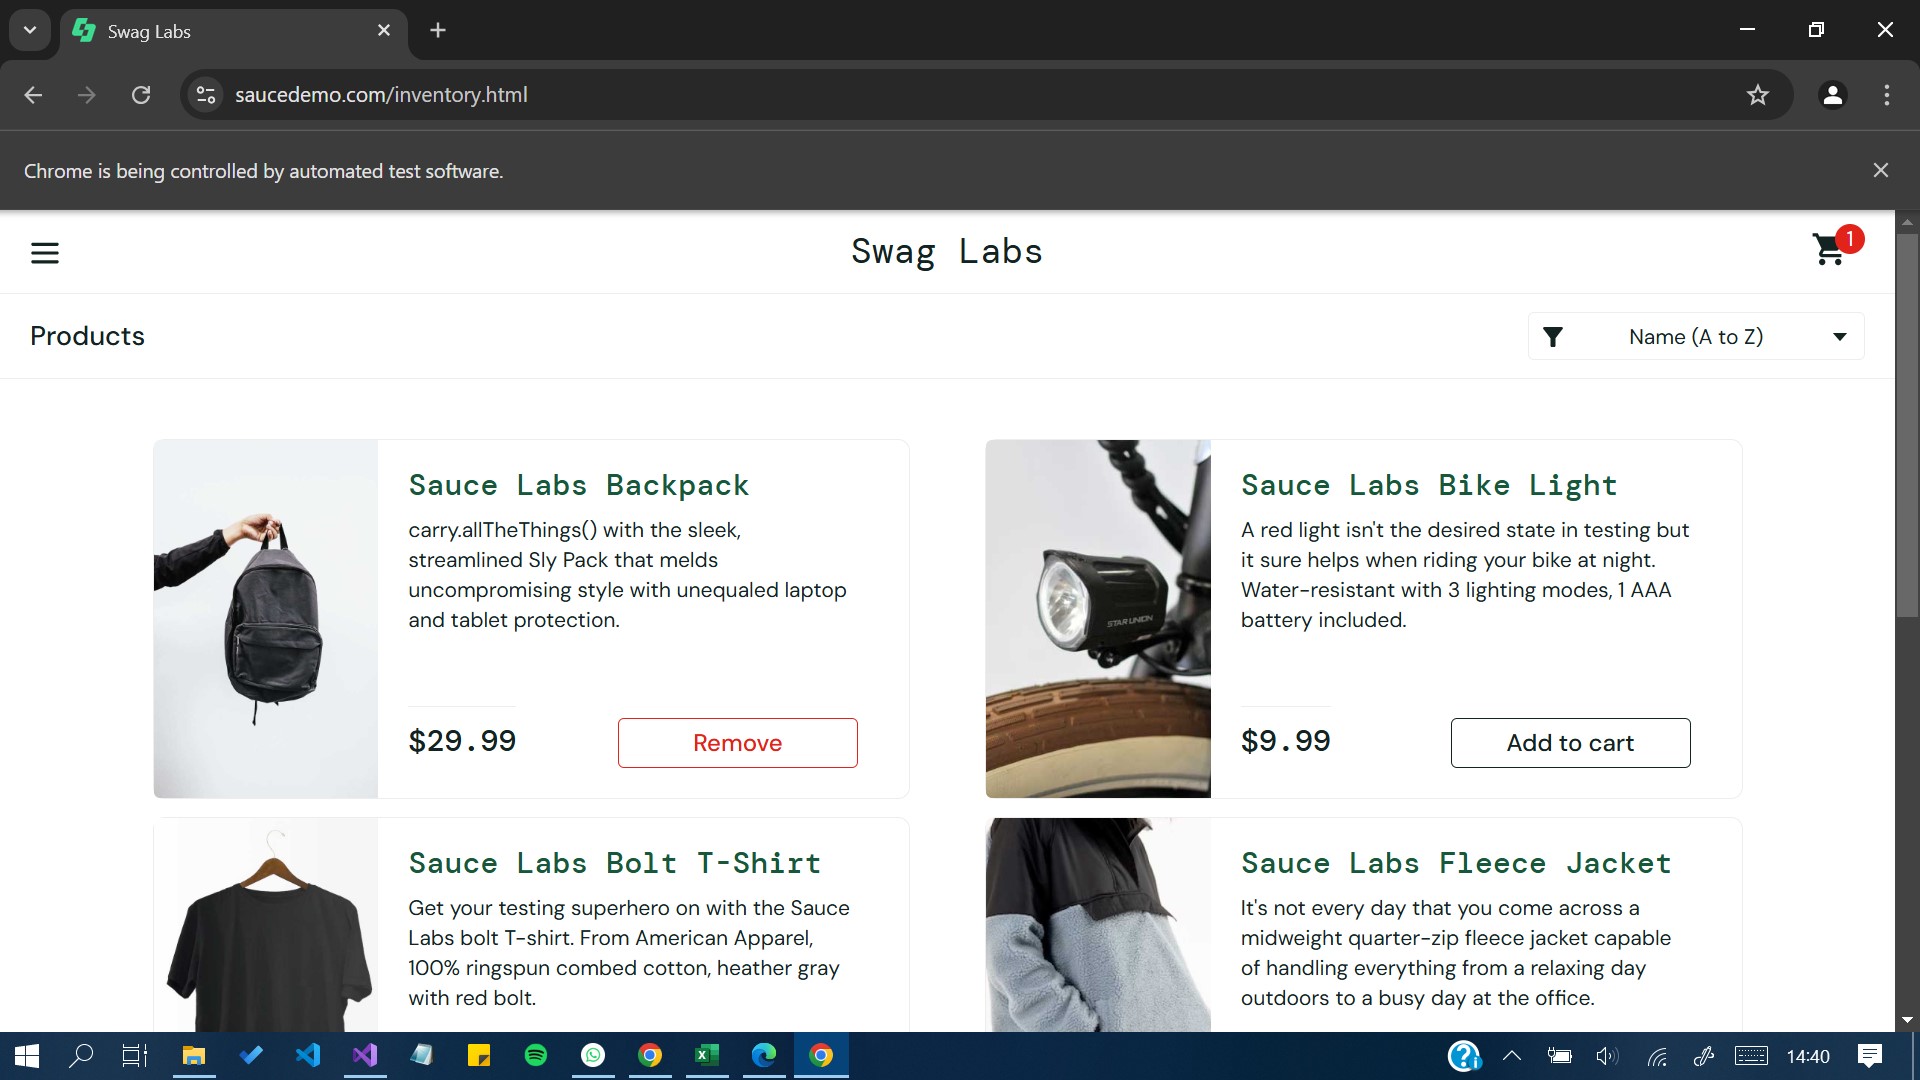 Swag Labs
saucedemo.com/inventory.html
Chrome is being controlled by automated test software.
Swag Labs
1
Products
Name (A to Z)
Sauce Labs Backpack
carry.allTheThings() with the sleek,
streamlined Sly Pack that melds
uncompromising style with unequaled laptop
and tablet protection.
$29.99
Remove
Sauce Labs Bike Light
A red light isn't the desired state in testing but
it sure helps when riding your bike at night.
Water-resistant with 3 lighting modes, 1 AAA
battery included.
STAR UNION
$9.99
Add to cart
Sauce Labs Bolt T-Shirt
Get your testing superhero on with the Sauce
Labs bolt T-shirt. From American Apparel,
100% ringspun combed cotton, heather gray
with red bolt.
Sauce Labs Fleece Jacket
It's not every day that you come across a
midweight quarter-zip fleece jacket capable
of handling everything from a relaxing day
outdoors to a busy day at the office.
14:40